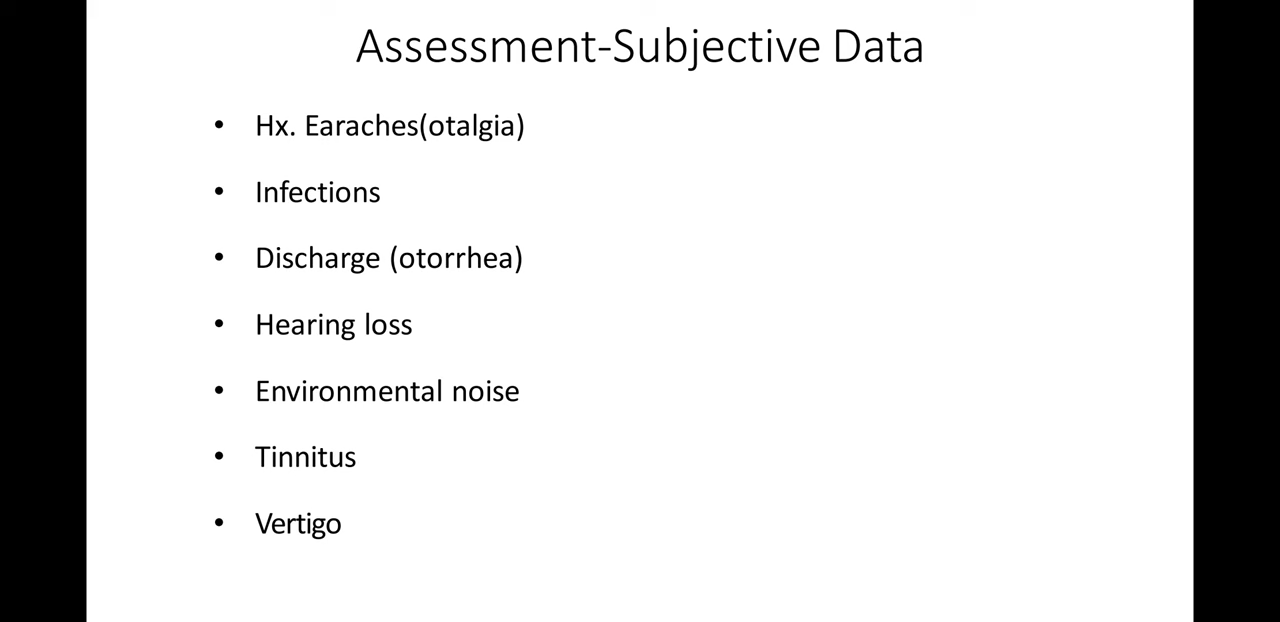 Assessment-Subjective Data
• Hx. Earaches(otalgia)
• Infections
• Discharge (otorrhea)
• Hearing loss
• Environmental noise
• Tinnitus
• Vertigo